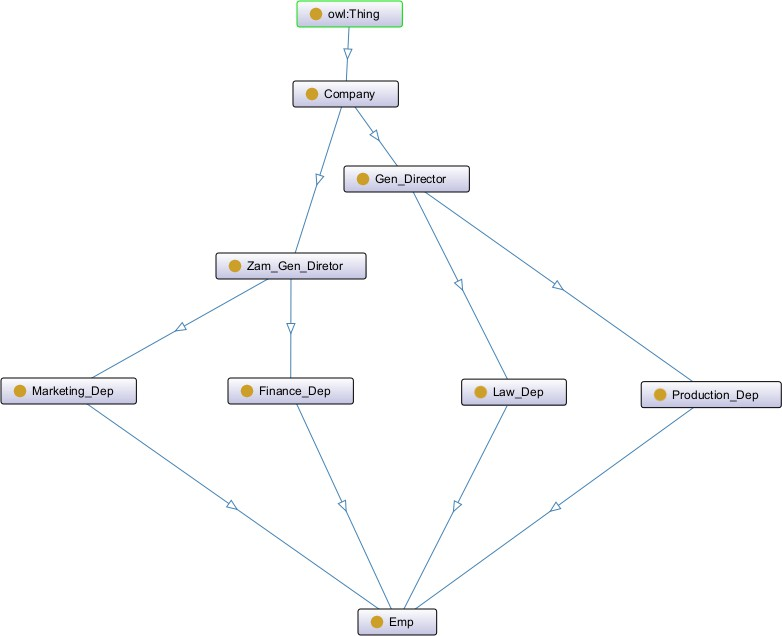 owl:Thing
Company
Gen_Director
Zam_Gen_Diretor
Marketing_Dep
Finance_Dep
Law_Dep
Production_Dep
Emp